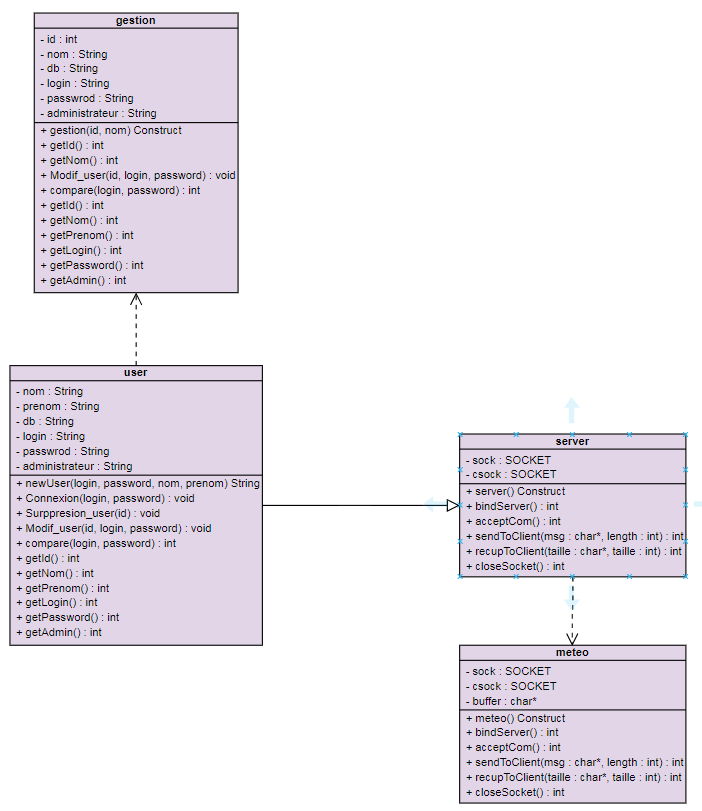 gestion
- id : int
- nom : String
- db : String
- login : String
- passwrod : String
- administrateur : String
+ gestion(id, nom) Construct
+ getId() : int
+ getNom() : int
+ Modif_user(id, login, password) : void
+ compare(login, password) : int
+ getId() : int
+ getNom() : int
+ getPrenom() : int
+ getLogin() : int
+ getPassword() : int
+ getAdmin() : int
user
- nom : String
- prenom : String
- db : String
- login : String
- passwrod : String
- administrateur : String
+ newUser(login, password, nom, prenom) String
+ Connexion(login, password) : void
+ Surppresion_user(id) : void
+ Modif_user(id, login, password) : void
+ compare(login, password) : int
+ getId() : int
+ getNom() : int
+ getPrenom() : int
+ getLogin() : int
+ getPassword() : int
+ getAdmin() : int
server
- sock : SOCKET
- csock : SOCKET
+ server() Construct
+ bindServer() : int
+ acceptCom() : int
+ sendToClient(msg : char*, length : int) : int
+ recupToClient(taille : char*, taille : int) : int
+ closeSocket() : int
meteo
- sock : SOCKET
- csock : SOCKET
- buffer : char*
+ meteo() Construct
+ bindServer() : int
+ acceptCom() : int
+ sendToClient(msg : char*, length : int) : int
+ recupToClient(taille : char*, taille : int) : int
+ closeSocket() : int